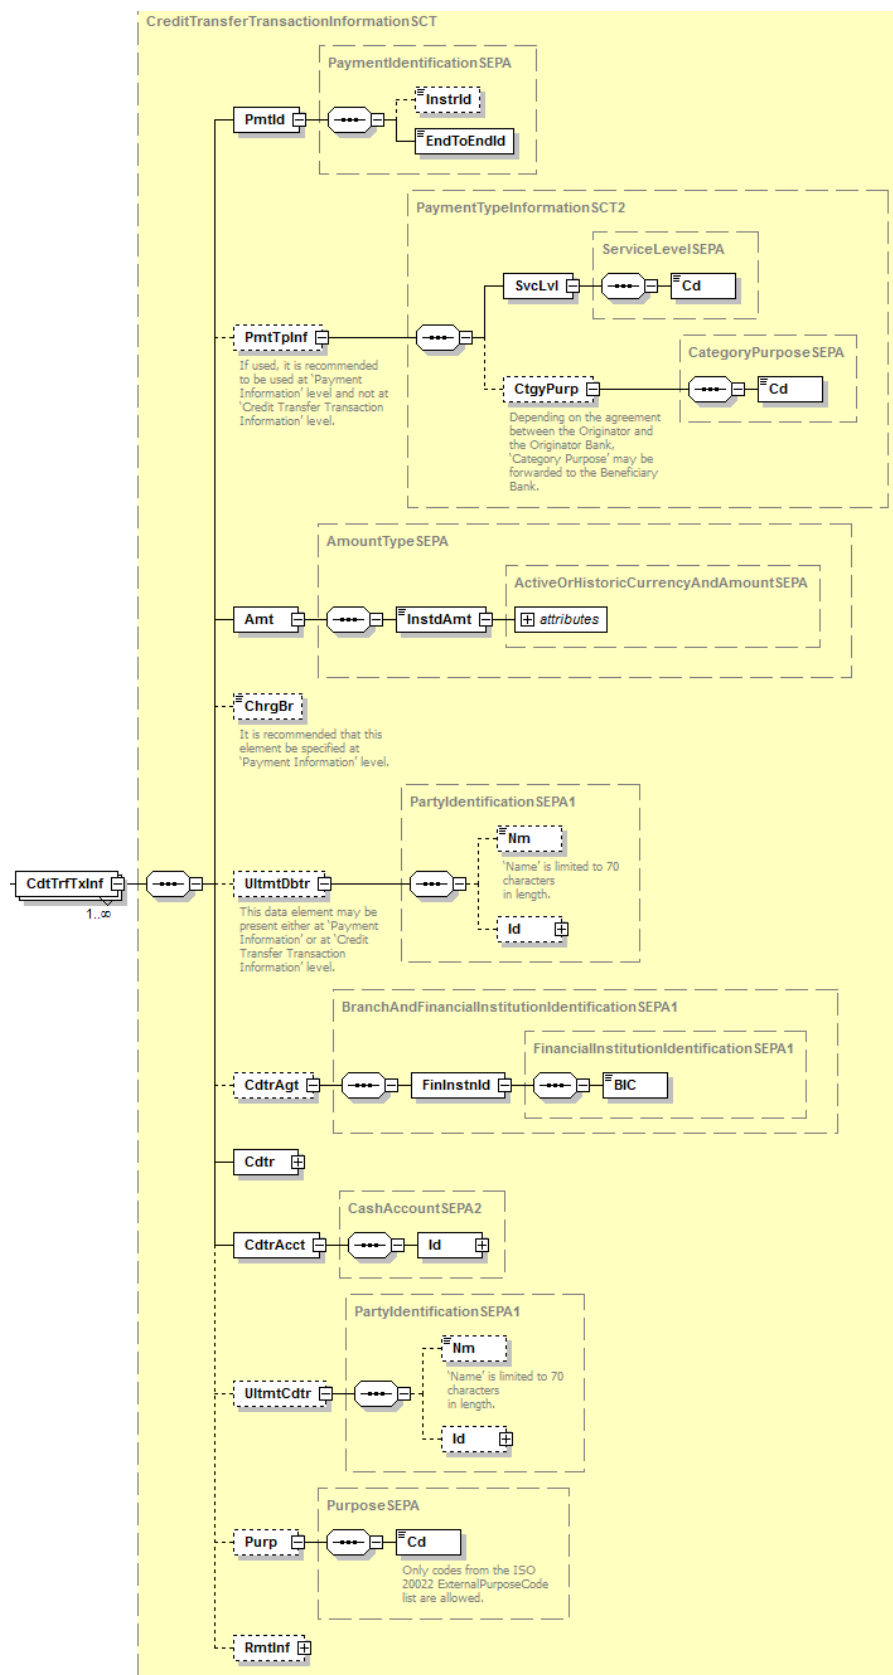 CreditTransferTransactionInformationSCT
PaymentIdentificationSEPA
InstrId
PmtId
EndToEndId
PaymentTypeInformationSCT2
ServiceLevelSEPA
SvcLvl
Cd
PmtTpInf
If used, it is recommended
to be used at 'Payment
Information' level and not at
'Credit Transfer Transaction
Information' level.
CategoryPurposeSEPA
CtgyPurp
Cd
Depending on the agreement
between the Originator and
the Originator Bank,
'Category Purpose' may be
forwarded to the Beneficiary
Bank.
AmountTypeSEPA
ActiveOrHistoricCurrencyAndAmountSEPA
Amt
InstdAmt
attributes
ChrgBr
It is recommended that this
element be specified at
'Payment Information' level.
PartyIdentificationSEPA1
Nm
'Name' is limited to 70
characters
in length.
CdtTrfTxInf
1..∞
UltmtDbtr
This data element may be
present either at 'Payment
Information' or at 'Credit
Transfer Transaction
Information' level.
Id
BranchAndFinancialInstitutionIdentificationSEPA1
FinancialInstitutionIdentificationSEPA1
CdtrAgt
FinInstnId
BIC
Cdtr
CashAccountSEPA2
CdtrAcct
Id
PartyIdentificationSEPA1
Nm
'Name' is limited to 70
characters
in length.
UltmtCdtr
Id
PurposeSEPA
Purp
Cd
Only codes from the ISO
20022 ExternalPurposeCode
list are allowed.
RmtInf